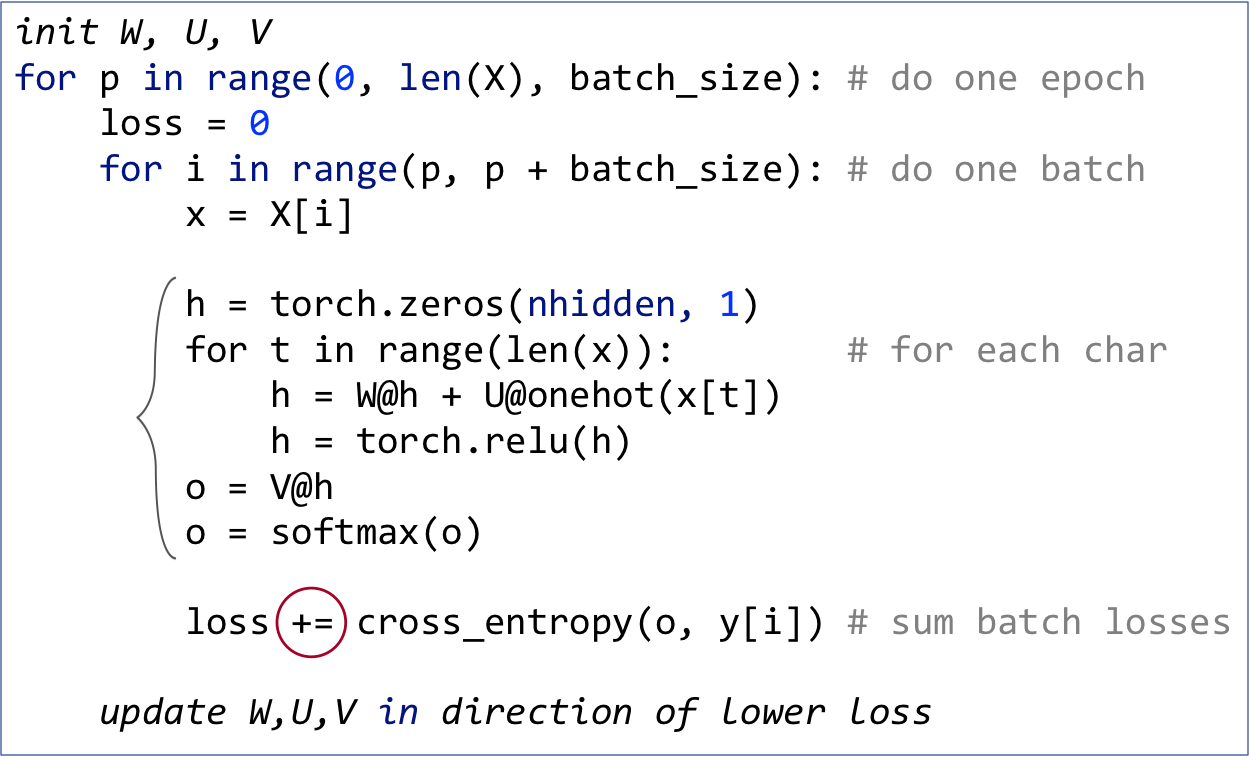 init W, U, V
for p in range(0, len(X), batch_size): # do one epoch
    loss = 0
    for i in range(p, p + batch_size): # do one batch
        x = X[i]
        h = torch.zeros(nhidden, 1)
        for t in range(len(x)):        # for each char
            h = W@h + U@onehot(x[t])
            h = torch.relu(h)
        o = V@h
        o = softmax(o)
        loss += cross_entropy(o, y[i]) # sum batch losses
    update W,U,V in direction of lower loss